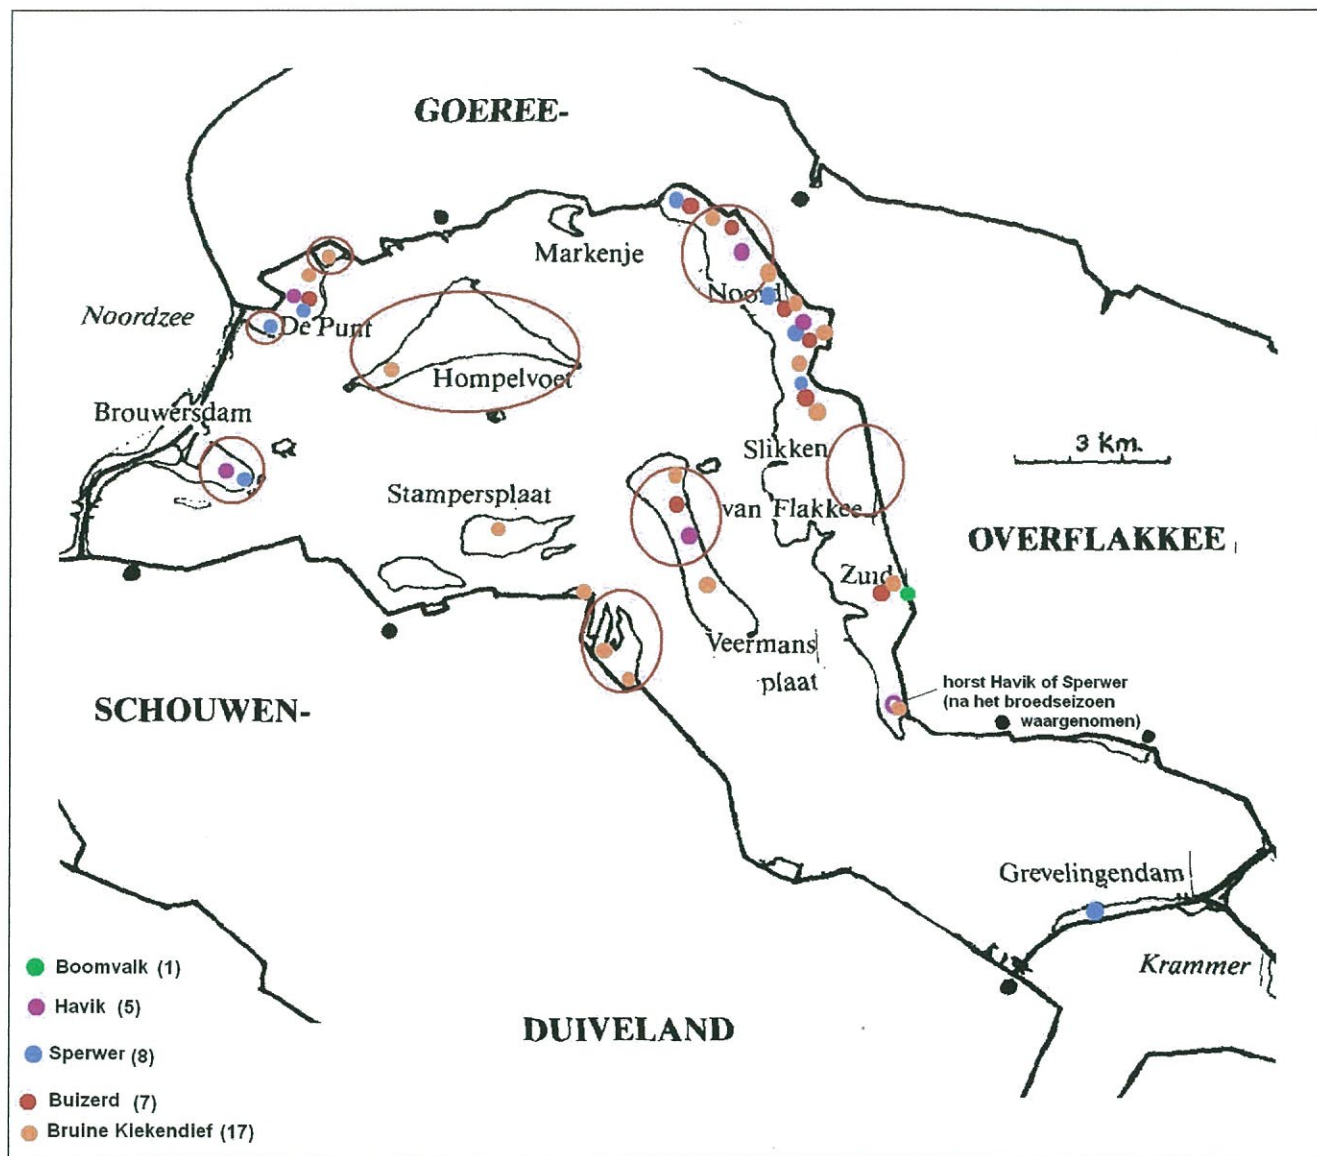 GOEREE-
Markenje
Noordzee
De Punt
Noord
Hompelvoet
Brouwersdam
3 Km.
Slikken
Stampersplaat
van Flakkee
OVERFLAKKEE
Zuid
Veermans
plaat
horst Havik of Sperwer
(na het broedseizoen
waargenomen)
SCHOUWEN-
Grevelingendam
Krammer
Boomvalk (1)
Havik (5)
DUIVELAND
Sperwer (8)
Buizerd (7)
Bruine Kiekendief (17)